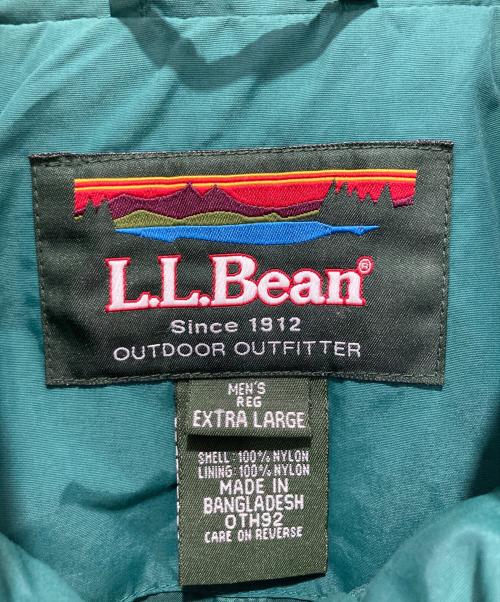 L.L.Bean®
Since 1912
OUTDOOR OUTFITTER
MEN'S
REG
EXTRA LARGE
SHELL: 100% NYLON
LINING: 100% NYLON
MADE IN
BANGLADESH
OTH92
CARE ON REVERSE